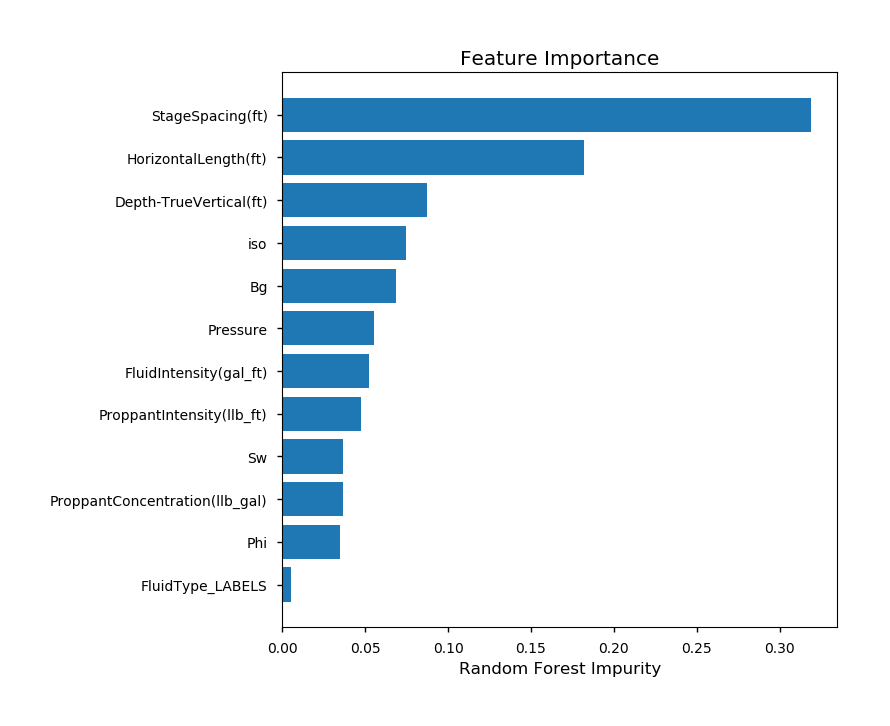 Feature Importance
StageSpacing(ft)
HorizontalLength(ft)
Depth-TrueVertical(ft)
iso
Bg
Pressure
FluidIntensity(gal_ft)
ProppantIntensity(llb_ft)
Sw
ProppantConcentration(llb_gal)
Phi
FluidType_LABELS
0.00 0.05 0.10 0.15 0.20 0.25 0.30
Random Forest Impurity